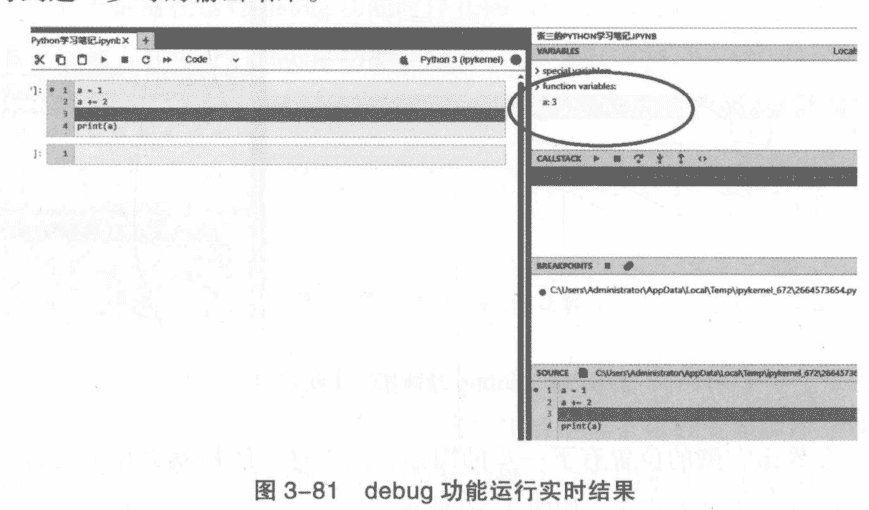 Python学习笔记.ipynb X +
Code
Python 3 (ipykernel)
]: 1 a = 1
2 a += 2
3
4 print(a)
]: 1
张三的PYTHON学习笔记.IPYNB
VARIABLES Local
> special variables
> function variables:
a: 3
CALLSTACK
BREAKPOINTS
C:\Users\Administrator\AppData\Local\Temp\ipykernel_672\2664573654.py
SOURCE C:\Users\Administrator\AppData\Local\Temp\ipykernel_672\26645736
1 a = 1
2 a += 2
3
4 print(a)
图 3-81 debug 功能运行实时结果